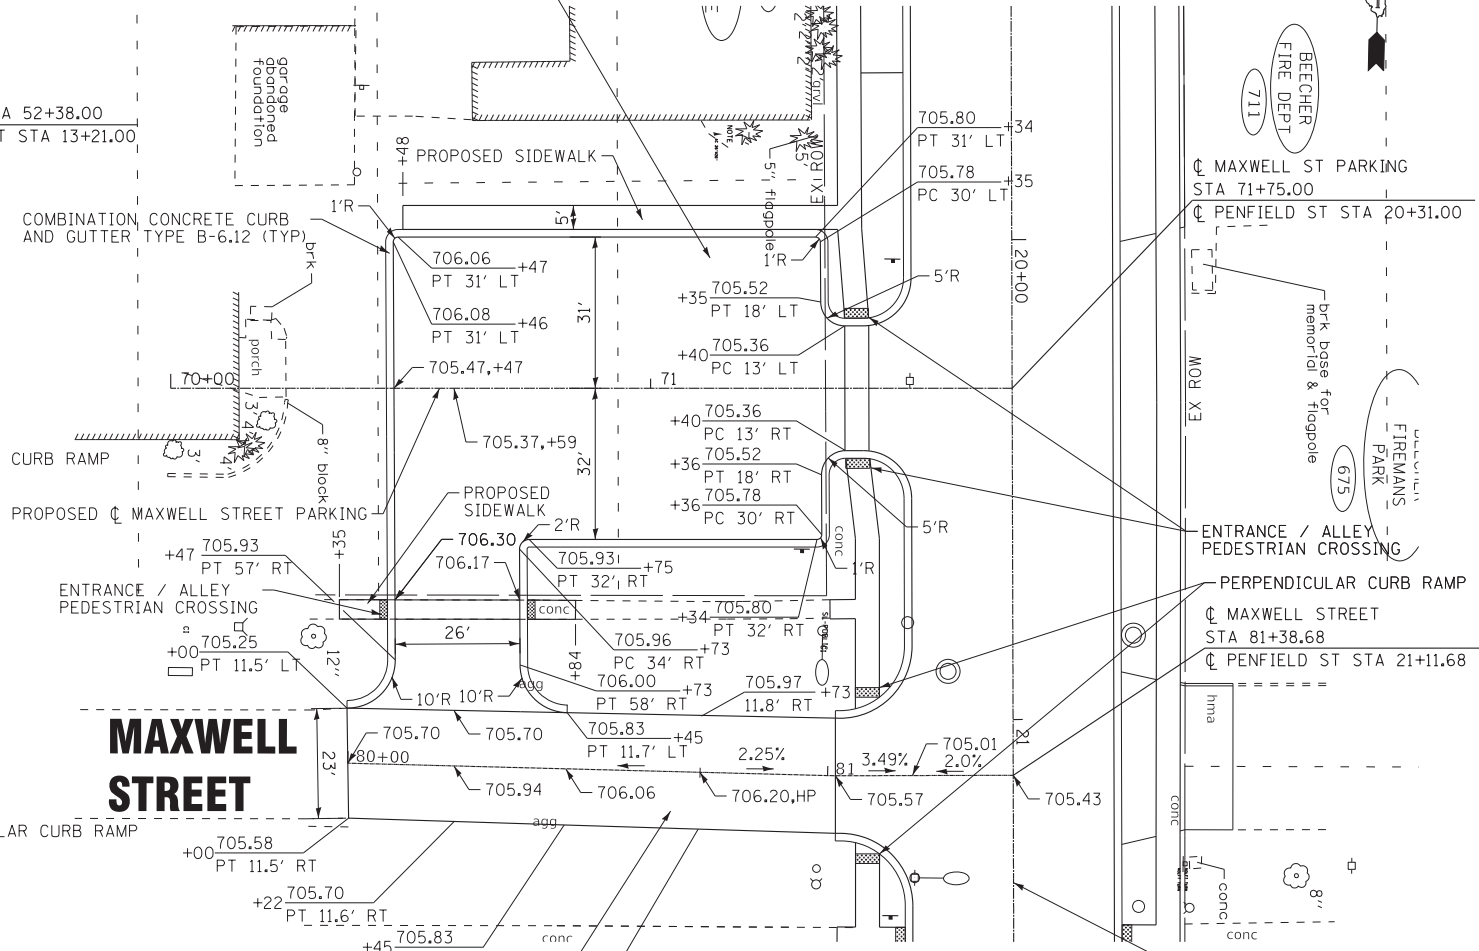 A 52+38.00
T STA 13+21.00
garage
abandoned
foundation
+48
PROPOSED SIDEWALK
5'
EX ROW
5'
5" flagpole
705.80
PT 31' LT
+34
705.78
PC 30' LT
+35
BEECHER
FIRE DEPT
711
℄ MAXWELL ST PARKING
STA 71+75.00
℄ PENFIELD ST STA 20+31.00
COMBINATION CONCRETE CURB
AND GUTTER TYPE B-6.12 (TYP)
1'R
brk
706.06
PT 31' LT
+47
706.08
PT 31' LT
+46
31'
1'R
+35
705.52
PT 18' LT
5'R
20+00
+40
705.36
PC 13' LT
brk base for
memorial & flagpole
porch
705.47,+47
70+00
71
EX ROW
3'
4'
3'
4'
8" block
705.37,+59
32'
+40
705.36
PC 13' RT
+36
705.52
PT 18' RT
+36
705.78
PC 30' RT
FIREMANS
PARK
675
CURB RAMP
PROPOSED ℄ MAXWELL STREET PARKING
PROPOSED
SIDEWALK
2'R
5'R
conc
ENTRANCE / ALLEY
PEDESTRIAN CROSSING
+47
705.93
PT 57' RT
+35
706.30
706.17
705.93
PT 32' RT
+75
1'R
ENTRANCE / ALLEY
PEDESTRIAN CROSSING
conc
+34
705.80
PT 32' RT
PERPENDICULAR CURB RAMP
26'
12"
+00
705.25
PT 11.5' LT
+84
705.96
PC 34' RT
+73
℄ MAXWELL STREET
STA 81+38.68
℄ PENFIELD ST STA 21+11.68
10'R
10'R
agg
706.00
PT 58' RT
+73
705.97
11.8' RT
+73
hma
MAXWELL
STREET
23'
705.70
705.70
705.83
PT 11.7' LT
+45
21
80+00
2.25%
81
3.49%
705.01
2.0%
705.94
706.06
706.20,HP
705.57
705.43
LAR CURB RAMP
agg
conc
+00
705.58
PT 11.5' RT
+22
705.70
PT 11.6' RT
+45
705.83
conc
conc
8"
conc